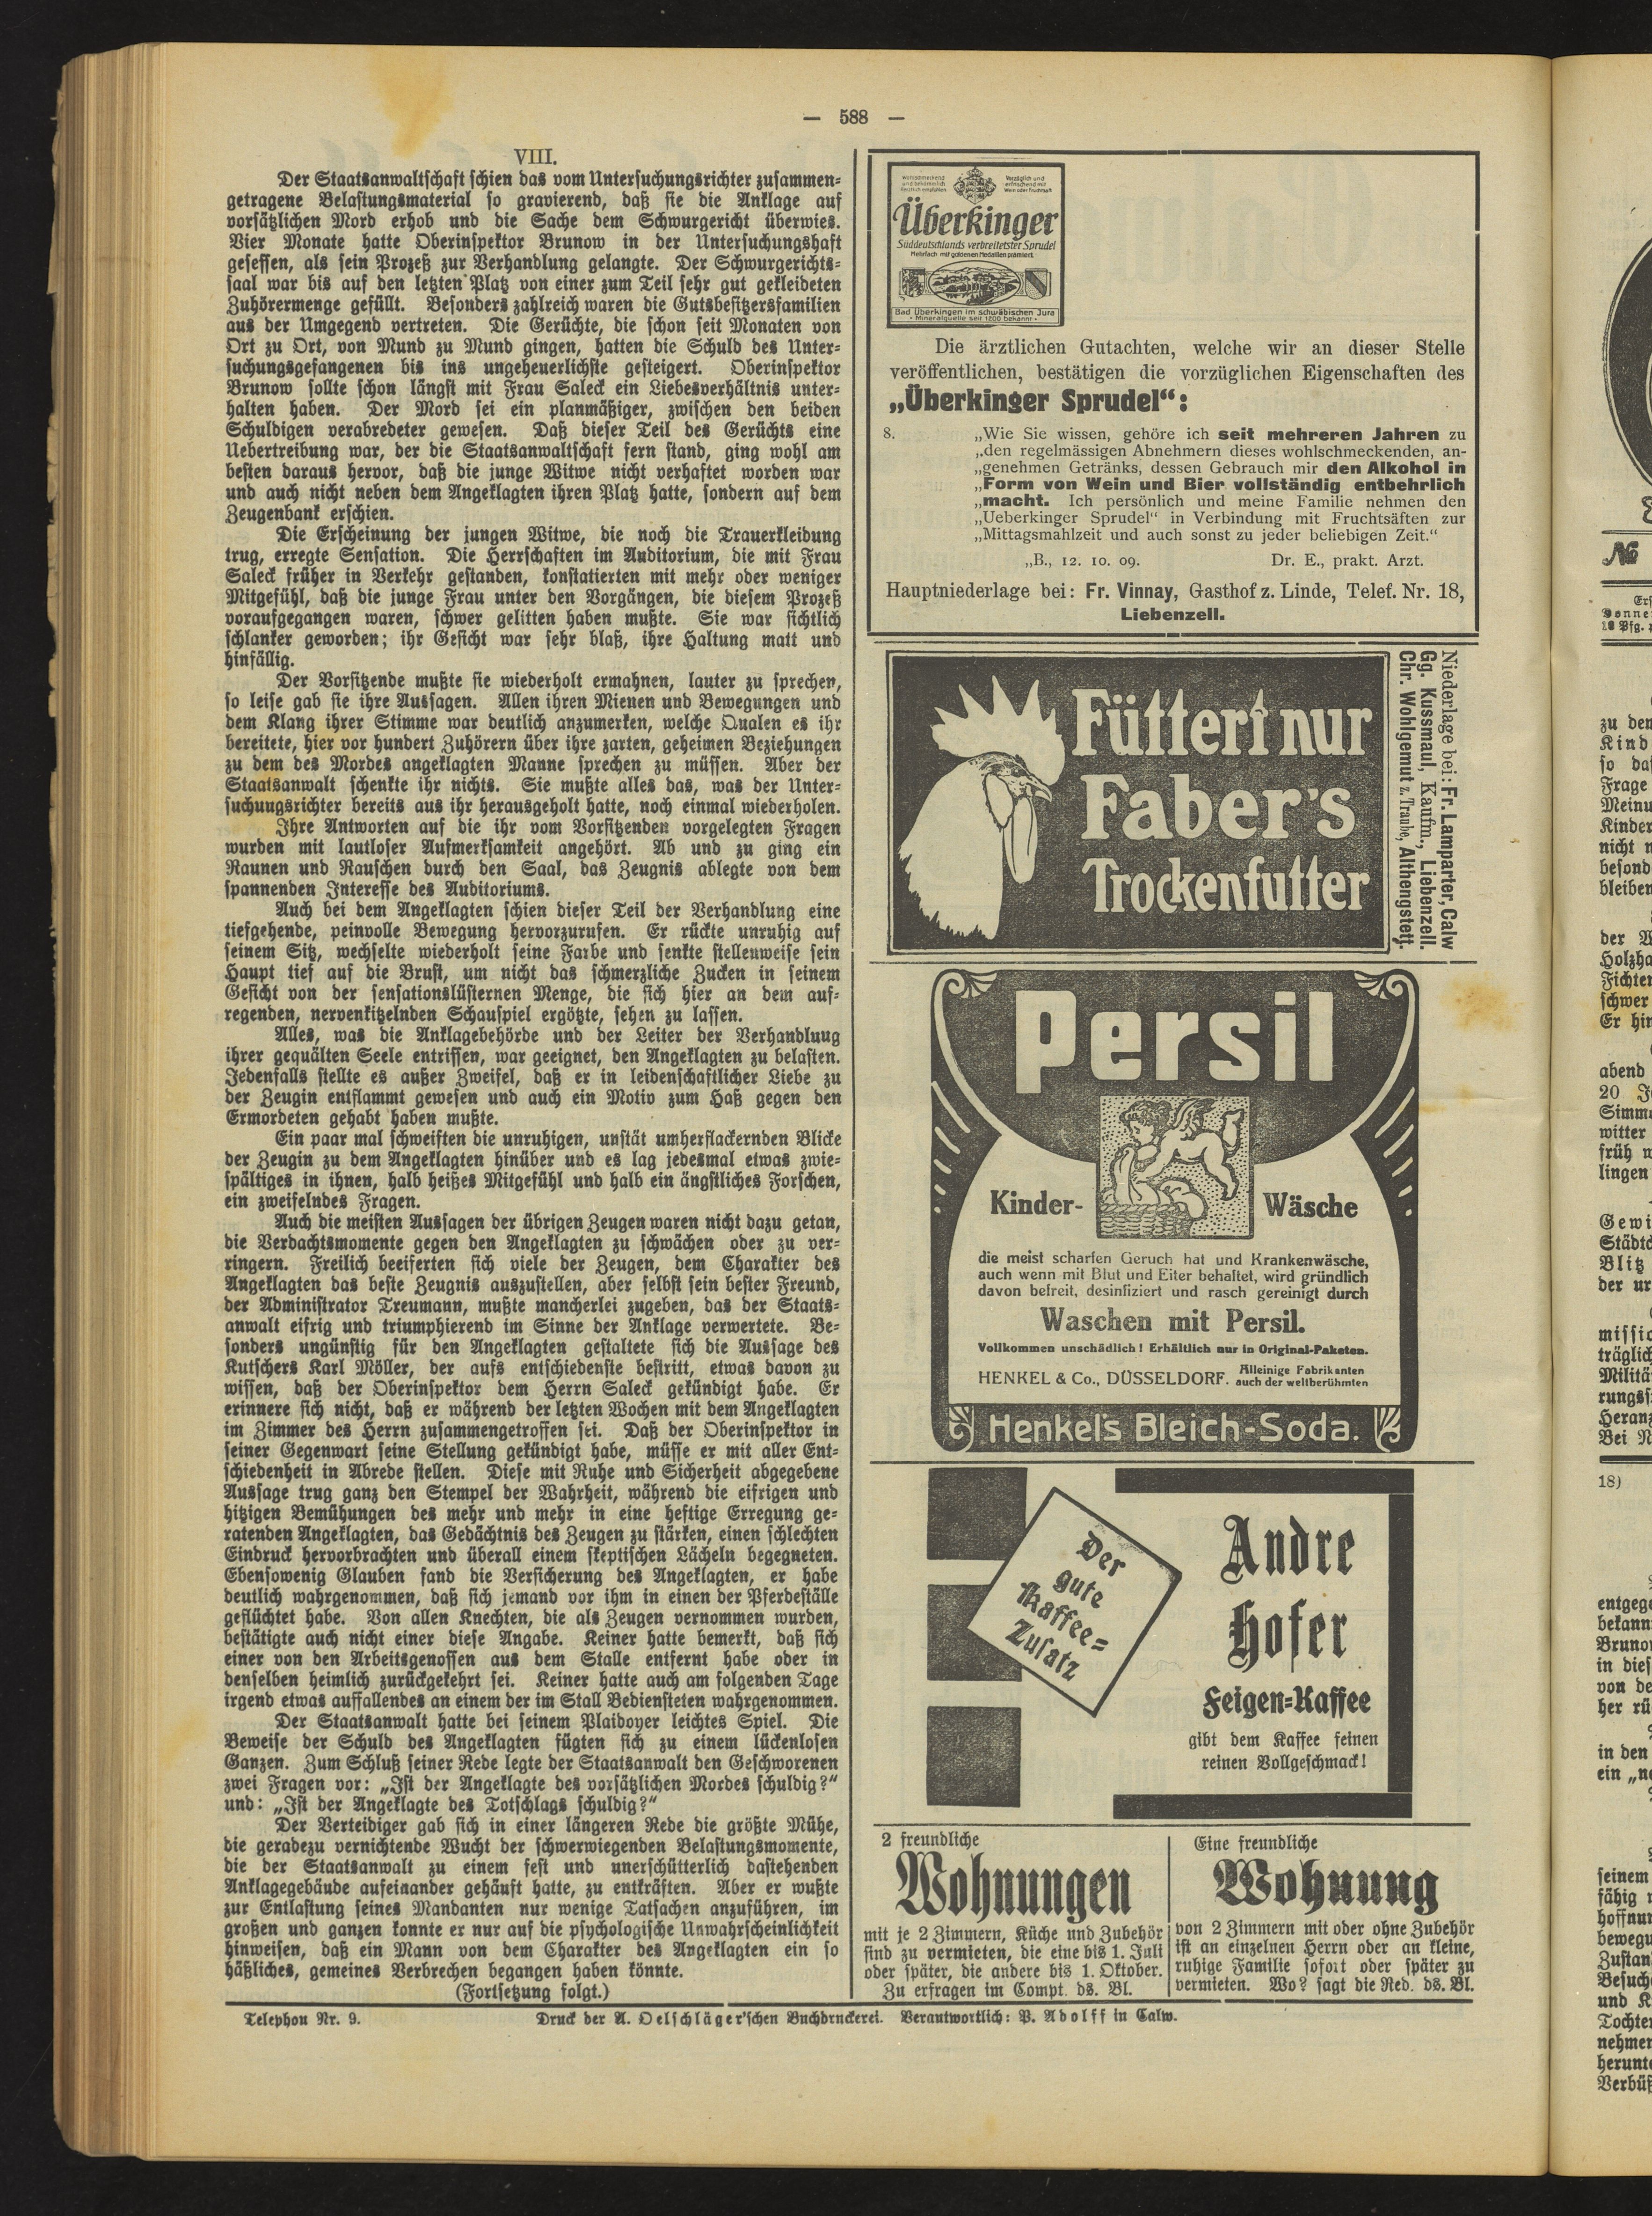 — 588 —
VIII.
Der Staatsanwaltschaft schien das vom Untersuchungsrichter zusammen-
getragene Belastungsmaterial so gravierend, daß sie die Anklage auf
vorsätzlichen Mord erhob und die Sache dem Schwurgericht überwies.
Vier Monate hatte Oberinspektor Brunow in der Untersuchungshaft
gesessen, als sein Prozeß zur Verhandlung gelangte. Der Schwurgerichts-
saal war bis auf den letzten Platz von einer zum Teil sehr gut gekleideten
Zuhörermenge gefüllt. Besonders zahlreich waren die Gutsbesitzersfamilien
aus der Umgegend vertreten. Die Gerüchte, die schon seit Monaten von
Ort zu Ort, von Mund zu Mund gingen, hatten die Schuld des Unter-
suchungsgefangenen bis ins ungeheuerlichste gesteigert. Oberinspektor
Brunow sollte schon längst mit Frau Saleck ein Liebesverhältnis unter-
halten haben. Der Mord sei ein planmäßiger, zwischen den beiden
Schuldigen verabredeter gewesen. Daß dieser Teil des Gerüchts eine
Uebertreibung war, der die Staatsanwaltschaft fern stand, ging wohl am
besten daraus hervor, daß die junge Witwe nicht verhaftet worden war
und auch nicht neben dem Angeklagten ihren Platz hatte, sondern auf dem
Zeugenbank erschien.
Die Erscheinung der jungen Witwe, die noch die Trauerkleidung
trug, erregte Sensation. Die Herrschaften im Auditorium, die mit Frau
Saleck früher in Verkehr gestanden, konstatierten mit mehr oder weniger
Mitgefühl, daß die junge Frau unter den Vorgängen, die diesem Prozeß
voraufgegangen waren, schwer gelitten haben mußte. Sie war sichtlich
schlanker geworden; ihr Gesicht war sehr blaß, ihre Haltung matt und
hinfällig.
Der Vorsitzende mußte sie wiederholt ermahnen, lauter zu sprechen,
so leise gab sie ihre Aussagen. Allen ihren Mienen und Bewegungen und
dem Klang ihrer Stimme war deutlich anzumerken, welche Qualen es ihr
bereitete, hier vor hundert Zuhörern über ihre zarten, geheimen Beziehungen
zu dem des Mordes angeklagten Manne sprechen zu müssen. Aber der
Staatsanwalt schenkte ihr nichts. Sie mußte alles das, was der Unter-
suchungsrichter bereits aus ihr herausgeholt hatte, noch einmal wiederholen.
Ihre Antworten auf die ihr vom Vorsitzenden vorgelegten Fragen
wurden mit lautloser Aufmerksamkeit angehört. Ab und zu ging ein
Raunen und Rauschen durch den Saal, das Zeugnis ablegte von dem
spannenden Interesse des Auditoriums.
Auch bei dem Angeklagten schien dieser Teil der Verhandlung eine
tiefgehende, peinvolle Bewegung hervorzurufen. Er rückte unruhig auf
seinem Sitz, wechselte wiederholt seine Farbe und senkte stellenweise sein
Haupt tief auf die Brust, um nicht das schmerzliche Zucken in seinem
Gesicht von der sensationslüsternen Menge, die sich hier an dem auf-
regenden, nervenkitzelnden Schauspiel ergötzte, sehen zu lassen.
Alles, was die Anklagebehörde und der Leiter der Verhandluug
ihrer gequälten Seele entrissen, war geeignet, den Angeklagten zu belasten.
Jedenfalls stellte es außer Zweifel, daß er in leidenschaftlicher Liebe zu
der Zeugin entflammt gewesen und auch ein Motiv zum Haß gegen den
Ermordeten gehabt haben mußte.
Ein paar mal schweiften die unruhigen, unstät umherflackernden Blicke
der Zeugin zu dem Angeklagten hinüber und es lag jedesmal etwas zwie-
spältiges in ihnen, halb heißes Mitgefühl und halb ein ängstliches Forschen,
ein zweifelndes Fragen.
Auch die meisten Aussagen der übrigen Zeugen waren nicht dazu getan,
die Verdachtsmomente gegen den Angeklagten zu schwächen oder zu ver-
ringern. Freilich beeiferten sich viele der Zeugen, dem Charakter des
Angeklagten das beste Zeugnis auszustellen, aber selbst sein bester Freund,
der Administrator Treumann, mußte mancherlei zugeben, das der Staats-
anwalt eifrig und triumphierend im Sinne der Anklage verwertete. Be-
sonders ungünstig für den Angeklagten gestaltete sich die Aussage des
Kutschers Karl Möller, der aufs entschiedenste bestritt, etwas davon zu
wissen, daß der Oberinspektor dem Herrn Saleck gekündigt habe. Er
erinnere sich nicht, daß er während der letzten Wochen mit dem Angeklagten
im Zimmer des Herrn zusammengetroffen sei. Daß der Oberinspektor in
seiner Gegenwart seine Stellung gekündigt habe, müsse er mit aller Ent-
schiedenheit in Abrede stellen. Diese mit Ruhe und Sicherheit abgegebene
Aussage trug ganz den Stempel der Wahrheit, während die eifrigen und
hitzigen Bemühungen des mehr und mehr in eine heftige Erregung ge-
ratenden Angeklagten, das Gedächtnis des Zeugen zu stärken, einen schlechten
Eindruck hervorbrachten und überall einem skeptischen Lächeln begegneten.
Ebensowenig Glauben fand die Versicherung des Angeklagten, er habe
deutlich wahrgenommen, daß sich jemand vor ihm in einen der Pferdeställe
geflüchtet habe. Von allen Knechten, die als Zeugen vernommen wurden,
bestätigte auch nicht einer diese Angabe. Keiner hatte bemerkt, daß sich
einer von den Arbeitsgenossen aus dem Stalle entfernt habe oder in
denselben heimlich zurückgekehrt sei. Keiner hatte auch am folgenden Tage
irgend etwas auffallendes an einem der im Stall Bediensteten wahrgenommen.
Der Staatsanwalt hatte bei seinem Plaidoyer leichtes Spiel. Die
Beweise der Schuld des Angeklagten fügten sich zu einem lückenlosen
Ganzen. Zum Schluß seiner Rede legte der Staatsanwalt den Geschworenen
zwei Fragen vor: „Ist der Angeklagte des vorsätzlichen Mordes schuldig?“
und: „Ist der Angeklagte des Totschlags schuldig?“
Der Verteidiger gab sich in einer längeren Rede die größte Mühe,
die geradezu vernichtende Wucht der schwerwiegenden Belastungsmomente,
die der Staatsanwalt zu einem fest und unerschütterlich dastehenden
Anklagegebäude aufeinander gehäuft hatte, zu entkräften. Aber er wußte
zur Entlastung seines Mandanten nur wenige Tatsachen anzuführen, im
großen und ganzen konnte er nur auf die psychologische Unwahrscheinlichkeit
hinweisen, daß ein Mann von dem Charakter des Angeklagten ein so
häßliches, gemeines Verbrechen begangen haben könnte.
(Fortsetzung folgt.)
Überkinger
Süddeutschlands verbreitetster Sprudel
Mehrfach mit goldenen Medaillen prämiert.
Bad Überkingen im schwäbischen Jura
• Mineralquelle seit 1200 bekannt •
Die ärztlichen Gutachten, welche wir an dieser Stelle
veröffentlichen, bestätigen die vorzüglichen Eigenschaften des
„Überkinger Sprudel“:
8. „Wie Sie wissen, gehöre ich seit mehreren Jahren zu
„den regelmässigen Abnehmern dieses wohlschmeckenden, an-
„genehmen Getränks, dessen Gebrauch mir den Alkohol in
„Form von Wein und Bier vollständig entbehrlich
„macht. Ich persönlich und meine Familie nehmen den
„Ueberkinger Sprudel“ in Verbindung mit Fruchtsäften zur
„Mittagsmahlzeit und auch sonst zu jeder beliebigen Zeit.“
„B., 12. 10. 09. Dr. E., prakt. Arzt.
Hauptniederlage bei: Fr. Vinnay, Gasthof z. Linde, Telef. Nr. 18,
Liebenzell.
Füttert nur
Faber's
Trockenfutter
Niederlage bei: Fr. Lamparter, Calw
Gg. Kussmaul, Kaufm., Liebenzell.
Chr. Wohlgemut z. Traube, Althengstett.
Persil
Kinder- Wäsche
die meist scharfen Geruch hat und Krankenwäsche,
auch wenn mit Blut und Eiter behaftet, wird gründlich
davon befreit, desinfiziert und rasch gereinigt durch
Waschen mit Persil.
Vollkommen unschädlich! Erhältlich nur in Original-Paketen.
HENKEL & Co., DÜSSELDORF. Alleinige Fabrikanten
auch der weltberühmten
Henkel's Bleich-Soda.
Der
gute
Kaffee-
Zusatz
Andre
Hofer
Feigen-Kaffee
gibt dem Kaffee feinen
reinen Vollgeschmack!
2 freundliche
Wohnungen
mit je 2 Zimmern, Küche und Zubehör
sind zu vermieten, die eine bis 1. Juli
oder später, die andere bis 1. Oktober.
Zu erfragen im Compt. ds. Bl.
Eine freundliche
Wohnung
von 2 Zimmern mit oder ohne Zubehör
ist an einzelnen Herrn oder an kleine,
ruhige Familie sofort oder später zu
vermieten. Wo? sagt die Red. ds. Bl.
Telephon Nr. 9. Druck der A. Oelschläger'schen Buchdruckerei. Verantwortlich: P. Adolff in Calw.